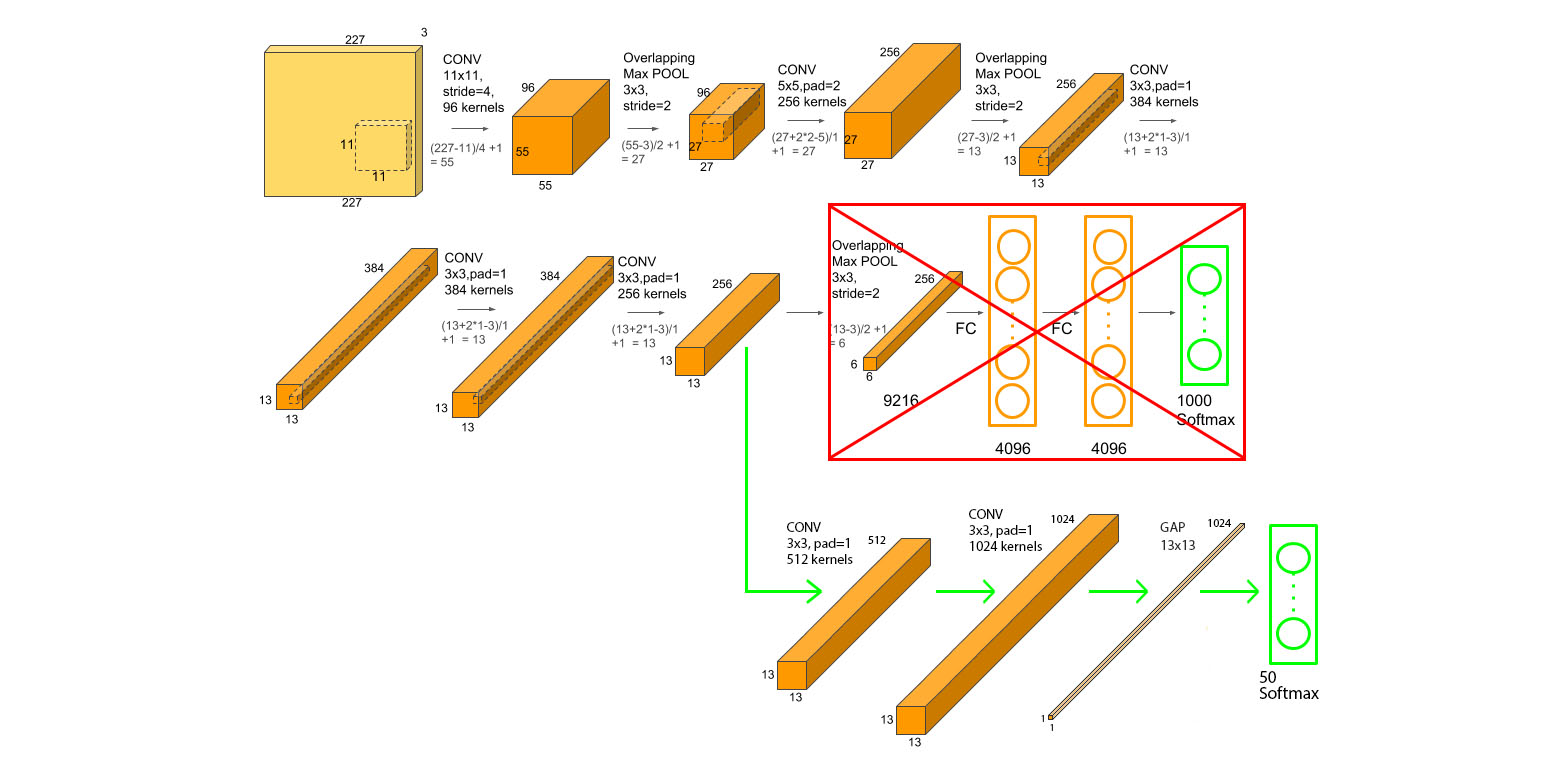 227
3
CONV
11x11,
stride=4,
96 kernels
(227-11)/4 +1
= 55
11
11
227
96
55
55
Overlapping
Max POOL
3x3,
stride=2
(55-3)/2 +1
= 27
96
27
27
CONV
5x5,pad=2
256 kernels
(27+2*2-5)/1
+1  = 27
256
27
27
Overlapping
Max POOL
3x3,
stride=2
(27-3)/2 +1
= 13
256
13
13
CONV
3x3,pad=1
384 kernels
(13+2*1-3)/1
+1  = 13
384
13
13
CONV
3x3,pad=1
384 kernels
(13+2*1-3)/1
+1  = 13
384
13
13
CONV
3x3,pad=1
256 kernels
(13+2*1-3)/1
+1  = 13
256
13
13
Overlapping
Max POOL
3x3,
stride=2
(13-3)/2 +1
= 6
256
6
6
9216
FC
4096
FC
4096
1000
Softmax
CONV
3x3, pad=1
512 kernels
512
13
13
CONV
3x3, pad=1
1024 kernels
1024
13
13
GAP
13x13
1024
1
1
50
Softmax